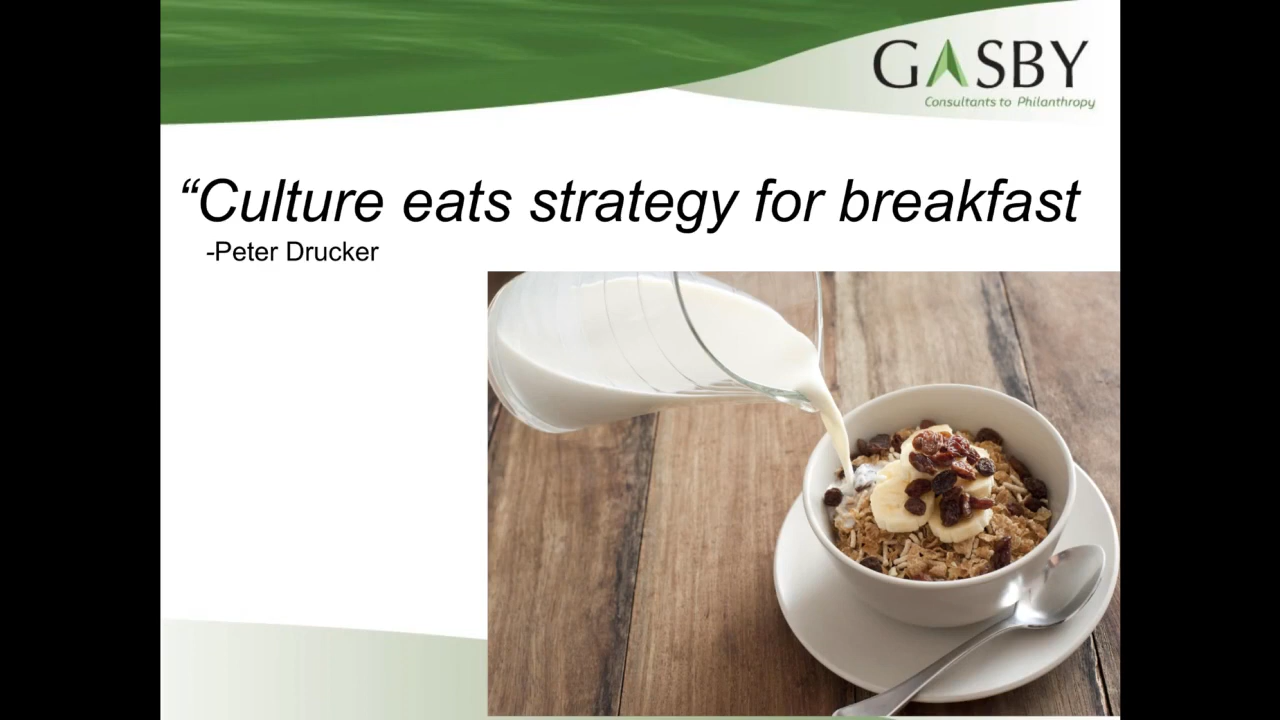 GASBY
Consultants to Philanthropy
“Culture eats strategy for breakfast
-Peter Drucker